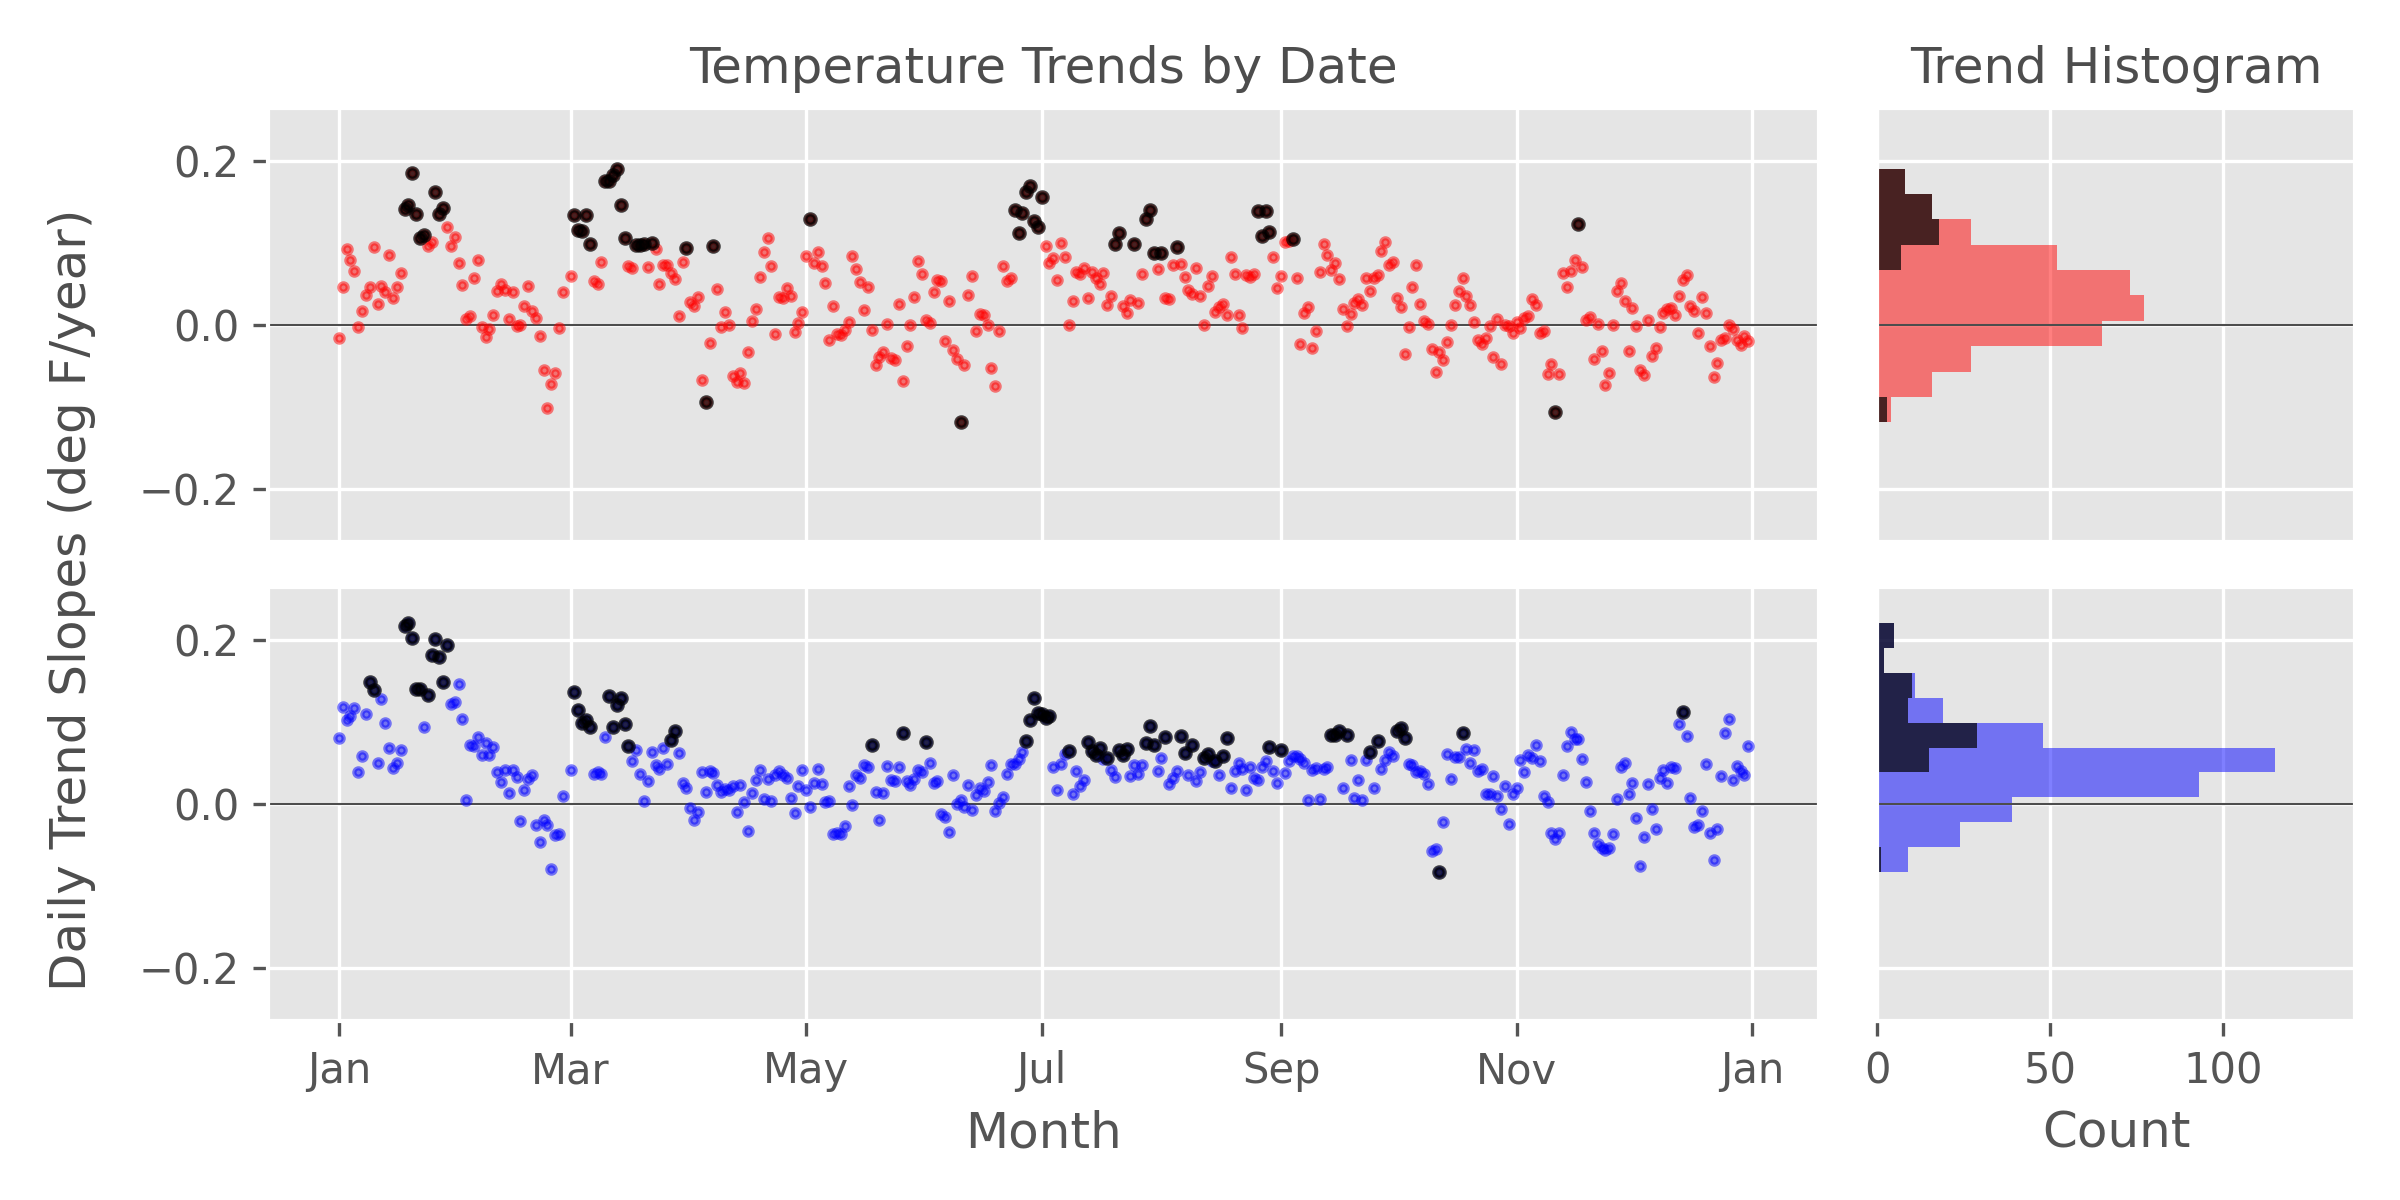 Temperature Trends by Date
Trend Histogram
Daily Trend Slopes (deg F/year)
0.2
0.0
−0.2
0.2
0.0
−0.2
Jan Mar May Jul Sep Nov Jan
0 50 100
Month
Count